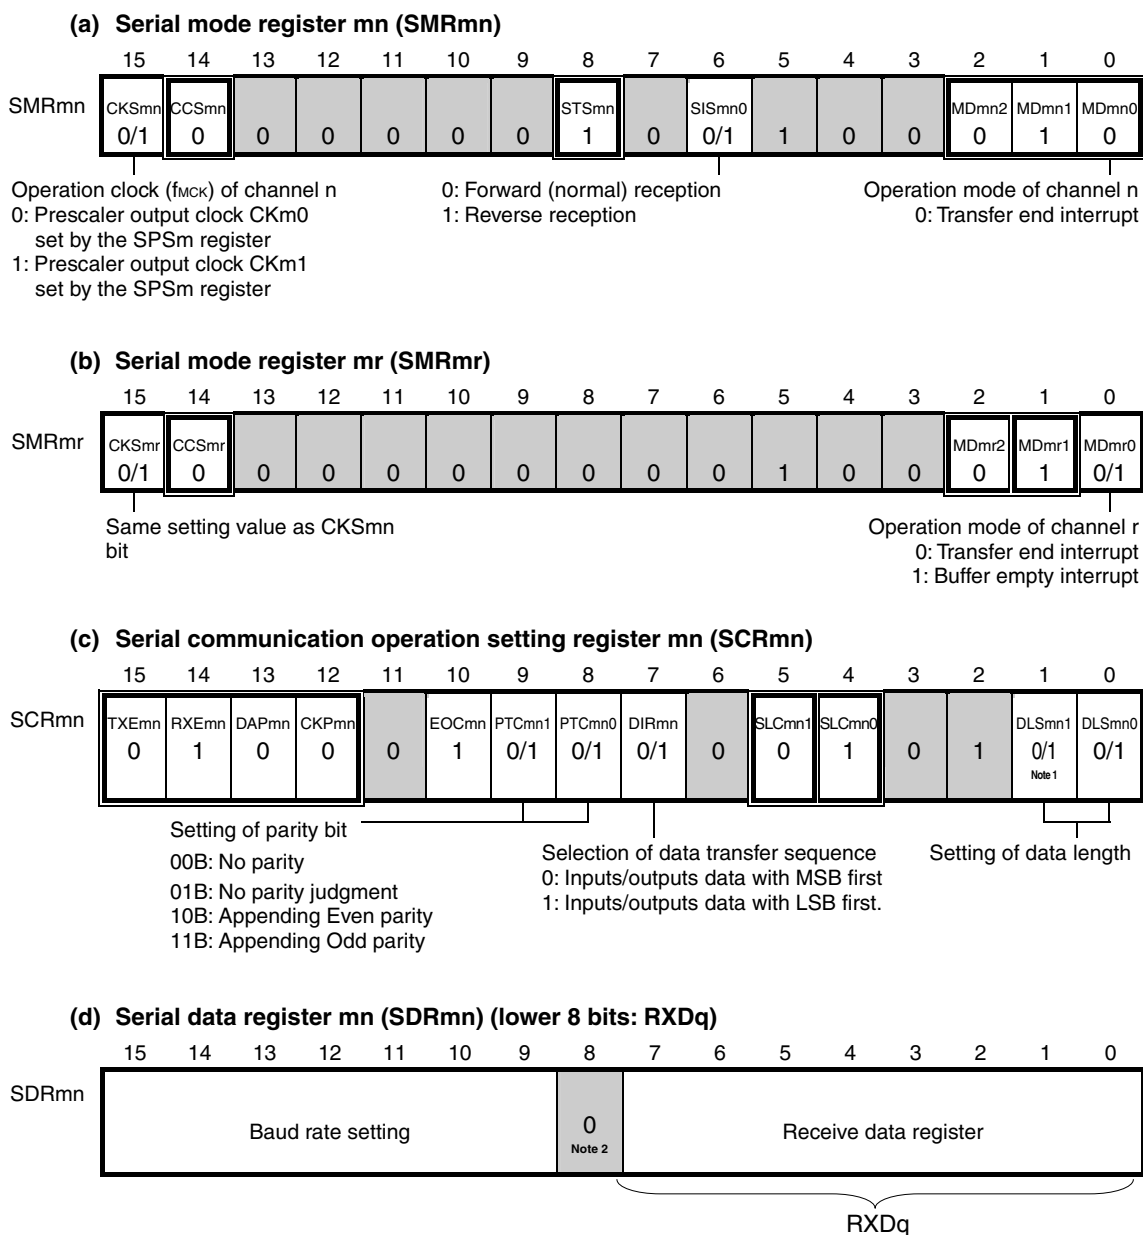 (a) Serial mode register mn (SMRmn)
15 14 13 12 11 10 9 8 7 6 5 4 3 2 1 0
SMRmn
CKSmn CCSmn STSmn SISmn0 MDmn2 MDmn1 MDmn0
0/1 0 0 0 0 0 0 1 0 0/1 1 0 0 0 1 0
Operation clock (fMCK) of channel n
0: Prescaler output clock CKm0
set by the SPSm register
1: Prescaler output clock CKm1
set by the SPSm register
0: Forward (normal) reception
1: Reverse reception
Operation mode of channel n
0: Transfer end interrupt
(b) Serial mode register mr (SMRmr)
15 14 13 12 11 10 9 8 7 6 5 4 3 2 1 0
SMRmr
CKSmr CCSmr MDmr2 MDmr1 MDmr0
0/1 0 0 0 0 0 0 0 0 0 1 0 0 0 1 0/1
Same setting value as CKSmn
bit
Operation mode of channel r
0: Transfer end interrupt
1: Buffer empty interrupt
(c) Serial communication operation setting register mn (SCRmn)
15 14 13 12 11 10 9 8 7 6 5 4 3 2 1 0
SCRmn
TXEmn RXEmn DAPmn CKPmn EOCmn PTCmn1 PTCmn0 DIRmn SLCmn1 SLCmn0 DLSmn1 DLSmn0
0 1 0 0 0 1 0/1 0/1 0/1 0 0 1 0 1 0/1 0/1
Note 1
Setting of parity bit
00B: No parity
01B: No parity judgment
10B: Appending Even parity
11B: Appending Odd parity
Selection of data transfer sequence
0: Inputs/outputs data with MSB first
1: Inputs/outputs data with LSB first.
Setting of data length
(d) Serial data register mn (SDRmn) (lower 8 bits: RXDq)
15 14 13 12 11 10 9 8 7 6 5 4 3 2 1 0
SDRmn
Baud rate setting
0
Note 2
Receive data register
RXDq